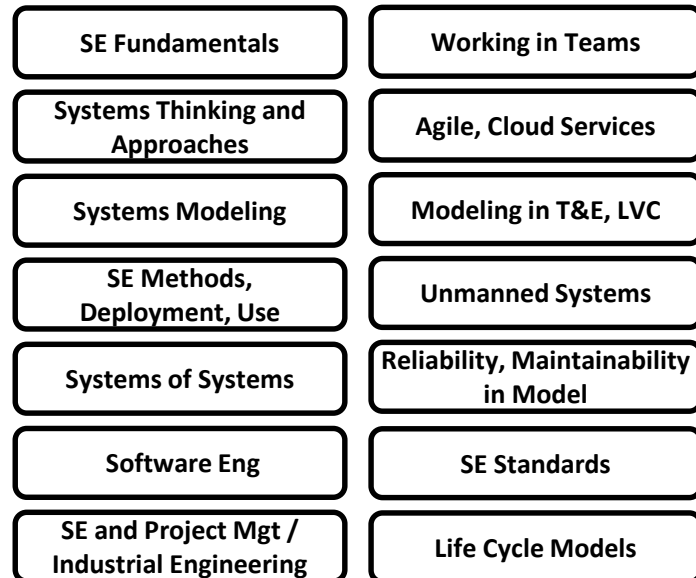 SE Fundamentals
Systems Thinking and
Approaches
Systems Modeling
SE Methods,
Deployment, Use
Systems of Systems
Software Eng
SE and Project Mgt /
Industrial Engineering
Working in Teams
Agile, Cloud Services
Modeling in T&E, LVC
Unmanned Systems
Reliability, Maintainability
in Model
SE Standards
Life Cycle Models